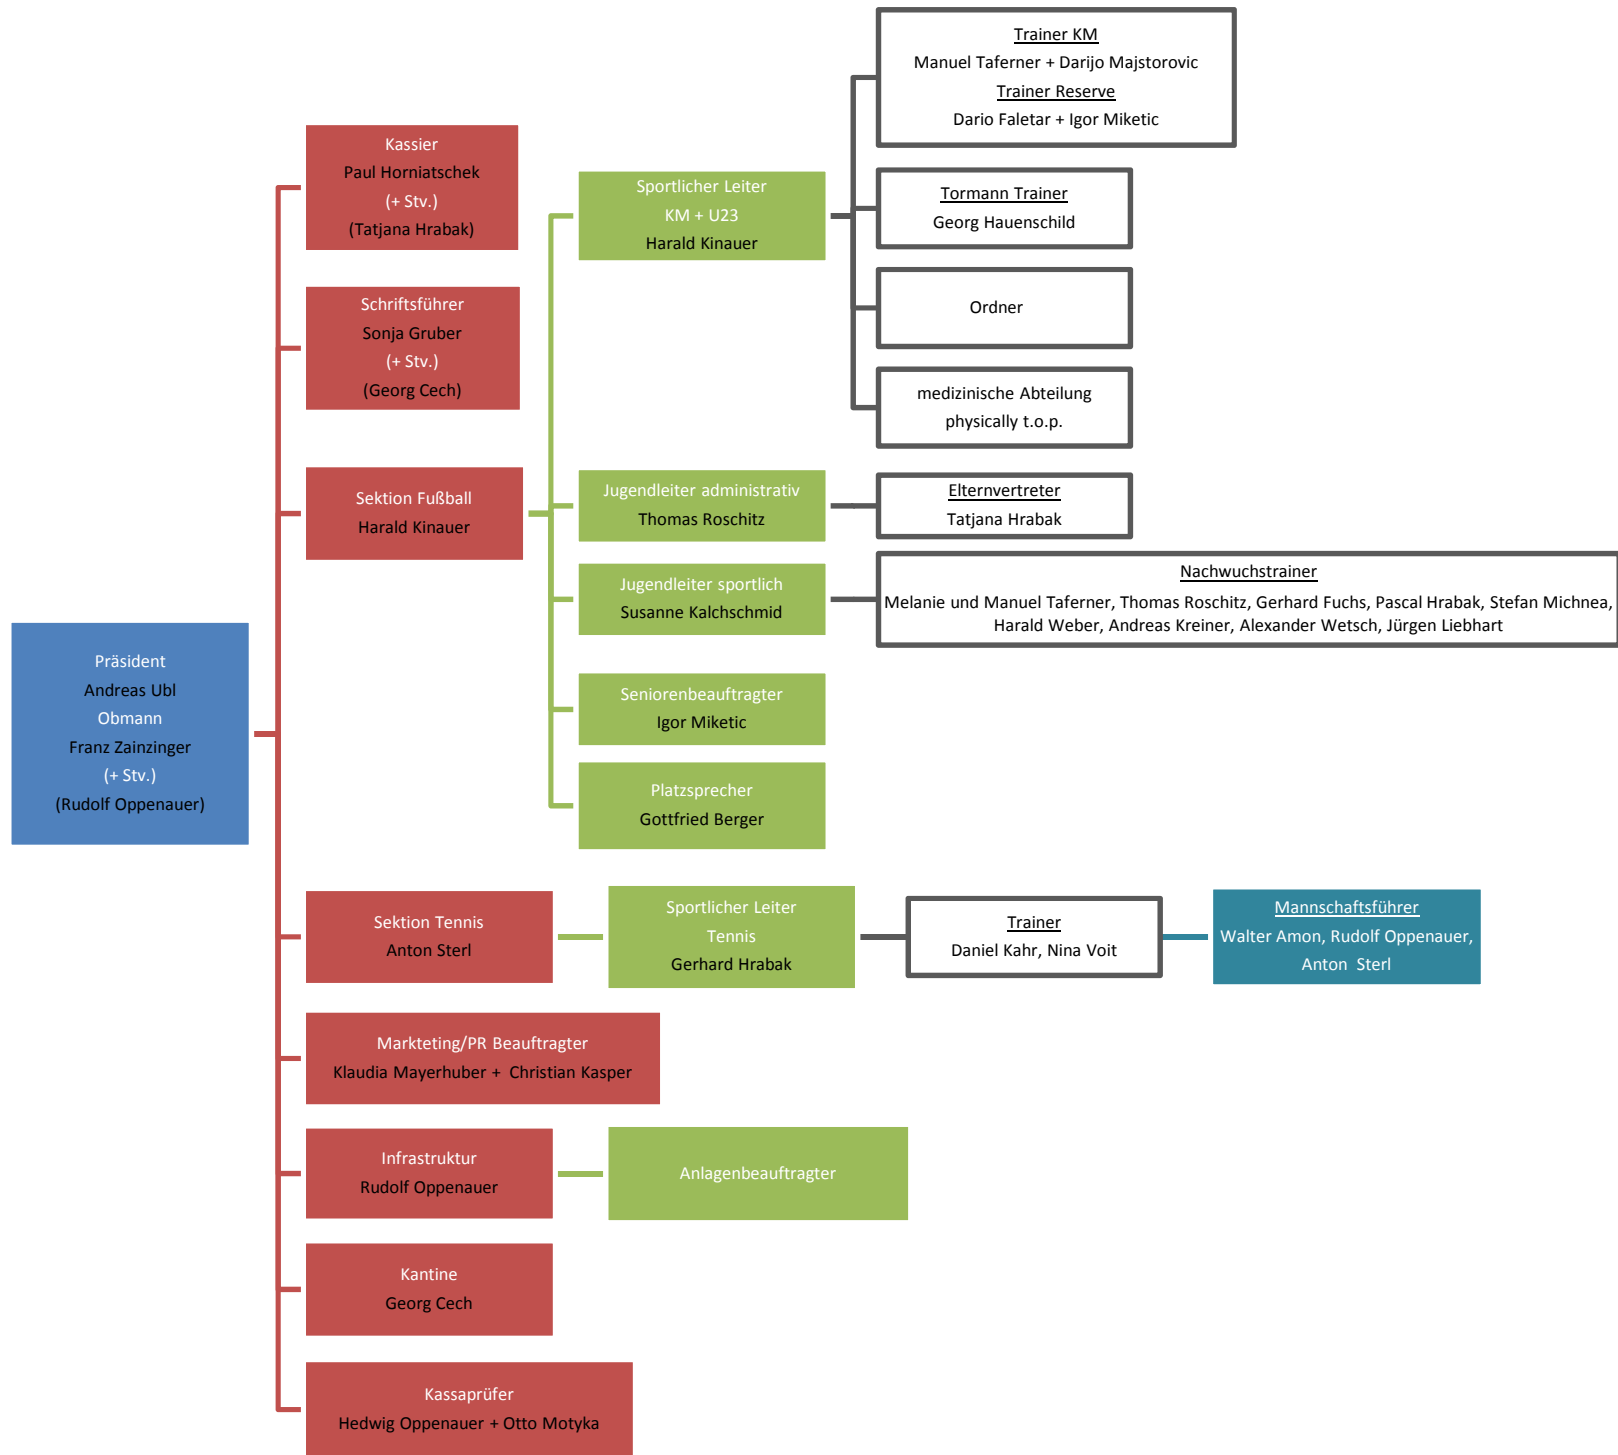 Präsident
Andreas Ubl
Obmann
Franz Zainzinger
(+ Stv.)
(Rudolf Oppenauer)
Kassier
Paul Horniatschek
(+ Stv.)
(Tatjana Hrabak)
Schriftsführer
Sonja Gruber
(+ Stv.)
(Georg Cech)
Sektion Fußball
Harald Kinauer
Sportlicher Leiter
KM + U23
Harald Kinauer
Trainer KM
Manuel Taferner + Darijo Majstorovic
Trainer Reserve
Dario Faletar + Igor Miketic
Tormann Trainer
Georg Hauenschild
Ordner
medizinische Abteilung
physically t.o.p.
Jugendleiter administrativ
Thomas Roschitz
Elternvertreter
Tatjana Hrabak
Jugendleiter sportlich
Susanne Kalchschmid
Nachwuchstrainer
Melanie und Manuel Taferner, Thomas Roschitz, Gerhard Fuchs, Pascal Hrabak, Stefan Michnea,
Harald Weber, Andreas Kreiner, Alexander Wetsch, Jürgen Liebhart
Seniorenbeauftragter
Igor Miketic
Platzsprecher
Gottfried Berger
Sektion Tennis
Anton Sterl
Sportlicher Leiter
Tennis
Gerhard Hrabak
Trainer
Daniel Kahr, Nina Voit
Mannschaftsführer
Walter Amon, Rudolf Oppenauer,
Anton Sterl
Markteting/PR Beauftragter
Klaudia Mayerhuber + Christian Kasper
Infrastruktur
Rudolf Oppenauer
Anlagenbeauftragter
Kantine
Georg Cech
Kassaprüfer
Hedwig Oppenauer + Otto Motyka